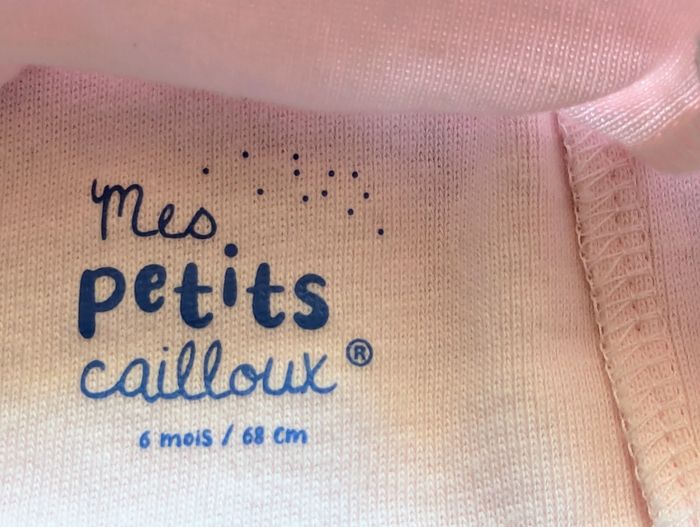 Mes
petits
cailloux®
6 mois / 68 cm